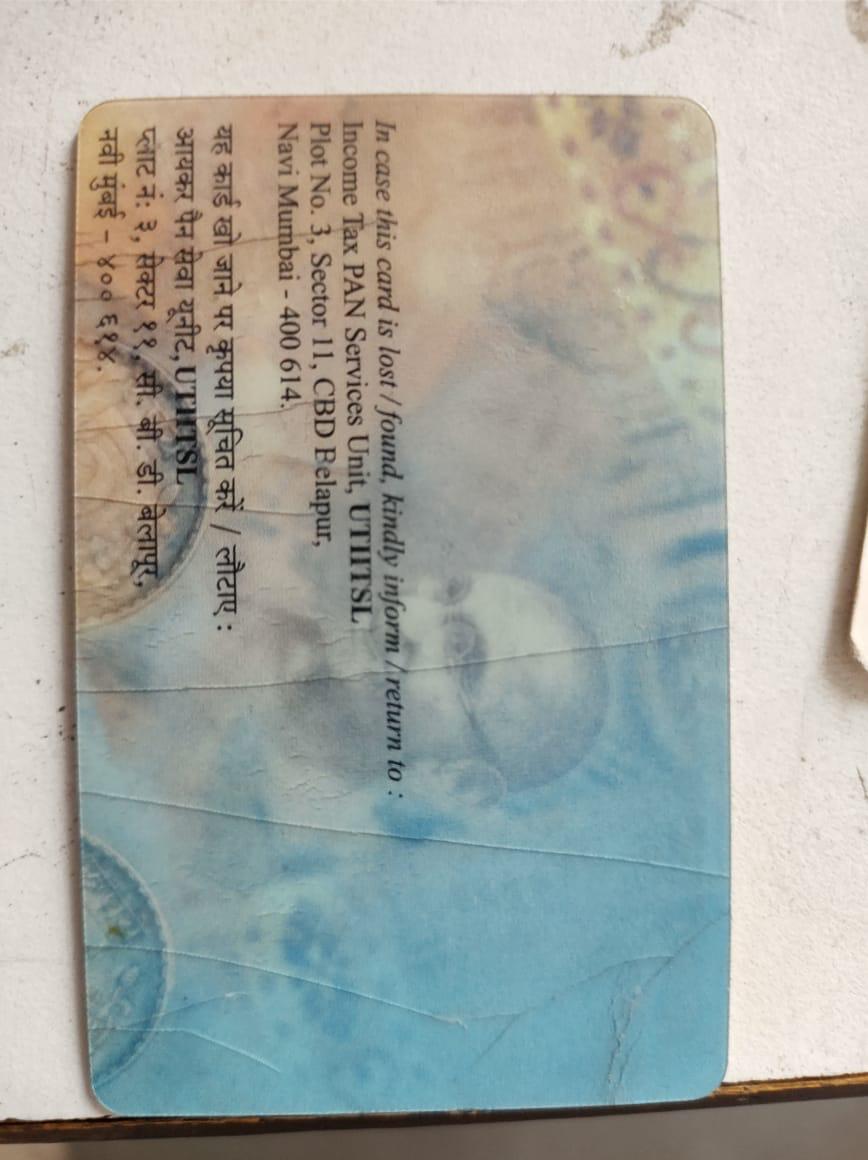 In case this card is lost / found, kindly inform / return to :
Income Tax PAN Services Unit, UTIITSL
Plot No. 3, Sector 11, CBD Belapur,
Navi Mumbai - 400 614.
यह कार्ड खो जाने पर कृपया सूचित करें / लौटाए :
आयकर पैन सेवा यूनीट, UTIITSL
प्लाट नं: ३, सेक्टर ११, सी. बी. डी. बेलापूर,
नवी मुंबई - ४०० ६१४.